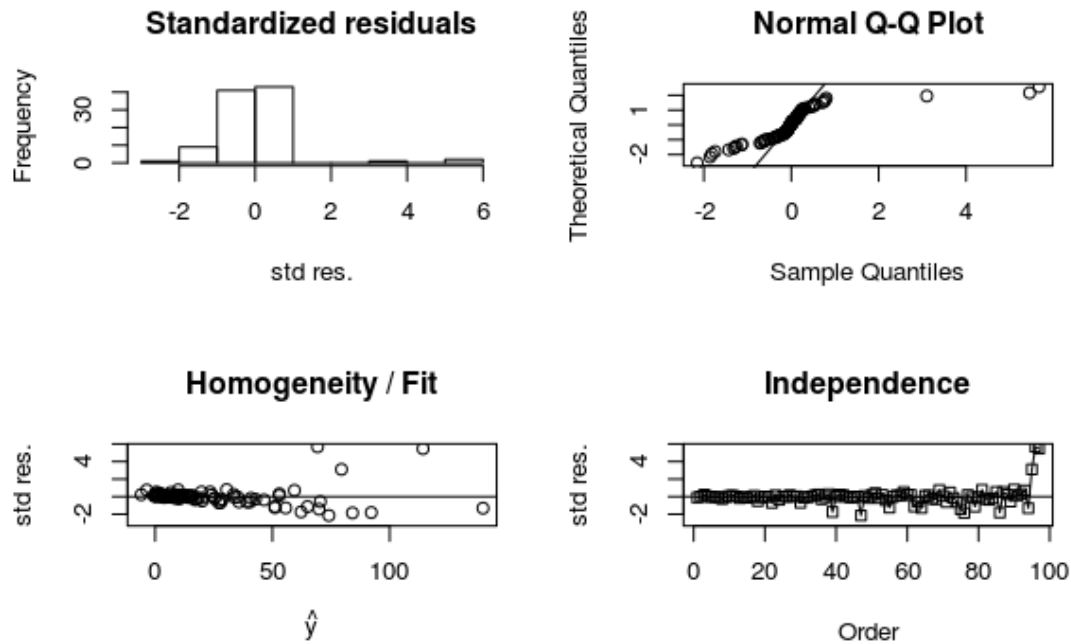 Standardized residuals
Frequency
30
0
-2 0 2 4 6
std res.
Normal Q-Q Plot
Theoretical Quantiles
1
-2
-2 0 2 4
Sample Quantiles
Homogeneity / Fit
std res.
4
-2
0 50 100
ŷ
Independence
std res.
4
-2
0 20 40 60 80 100
Order